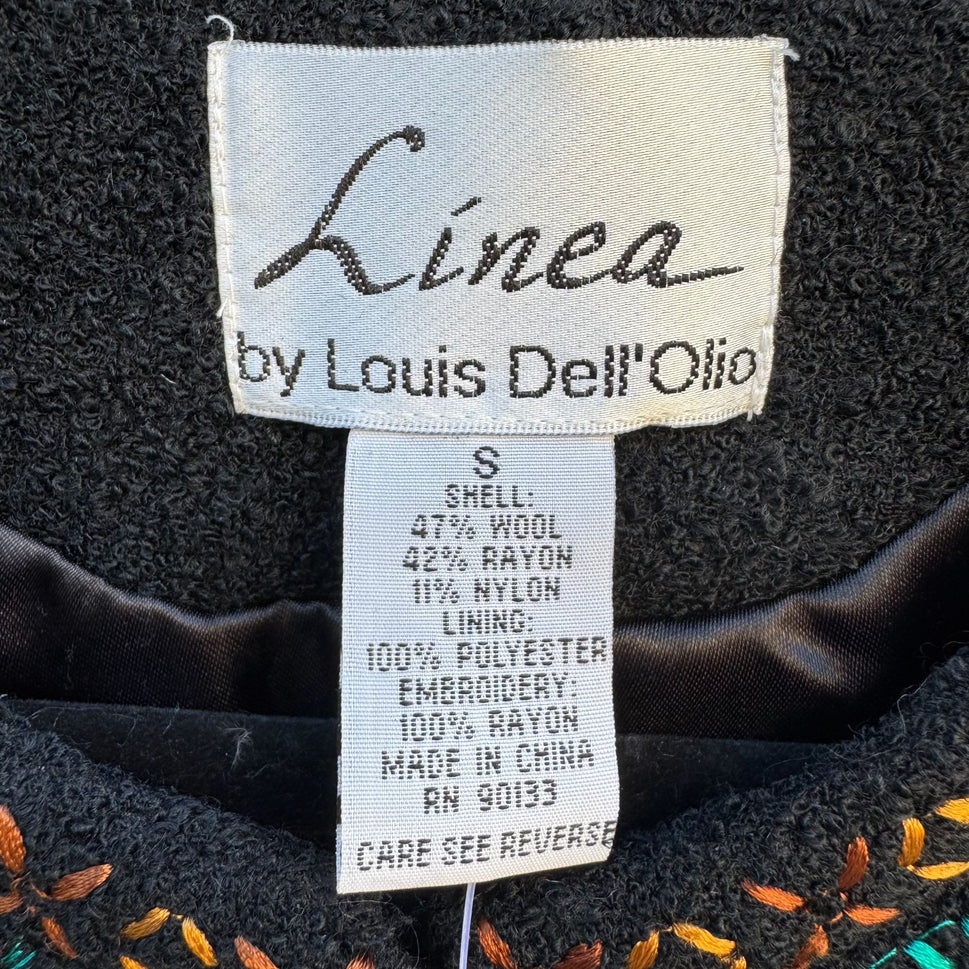 Linea
by Louis Dell'Olio
S
SHELL:
47% WOOL
42% RAYON
11% NYLON
LINING:
100% POLYESTER
EMBROIDERY:
100% RAYON
MADE IN CHINA
RN 90133
CARE SEE REVERSE